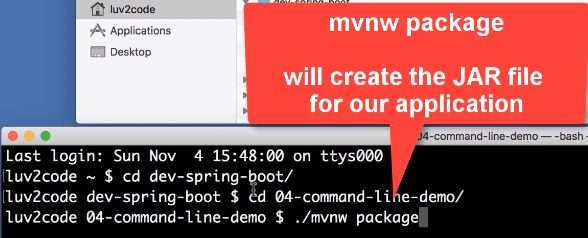 luv2code
Applications
Desktop
dev-spring-boot
mvnw package
will create the JAR file
for our application
04-command-line-demo — -bash
Last login: Sun Nov  4 15:48:00 on ttys000
luv2code ~ $ cd dev-spring-boot/
luv2code dev-spring-boot $ cd 04-command-line-demo/
luv2code 04-command-line-demo $ ./mvnw package